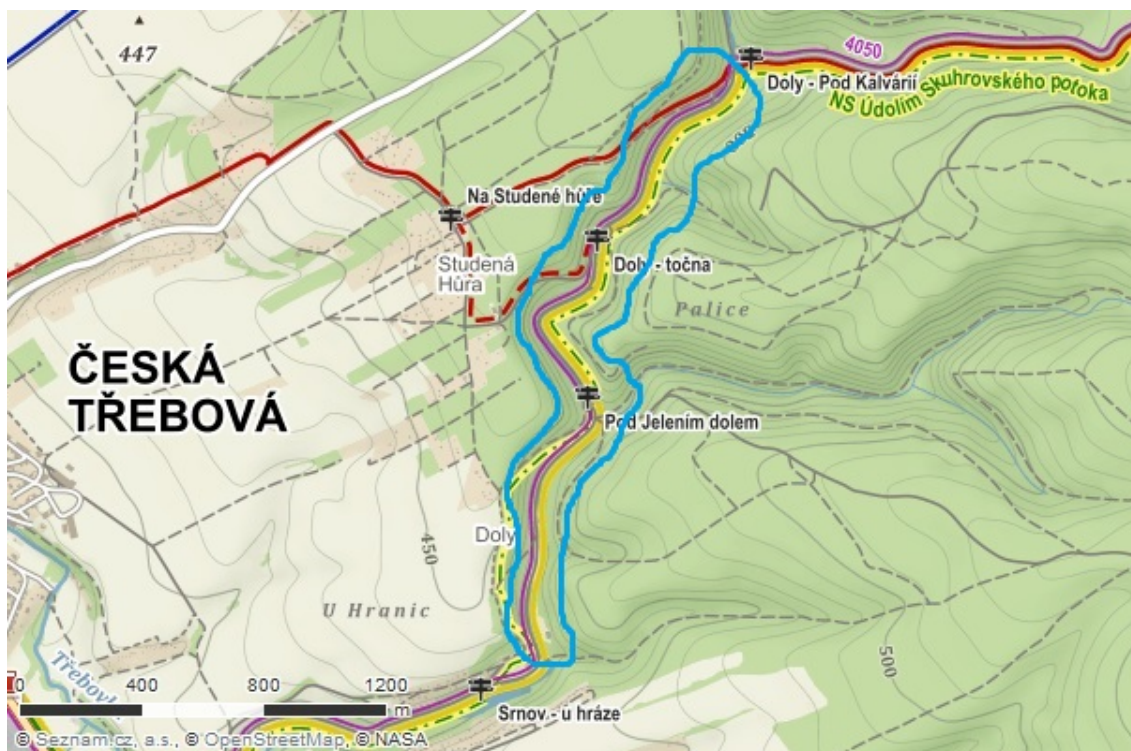 447
4050
Doly - Pod Kalvárií
NS Údolím Skuhrovského potoka
Na Studené hůře
Studená
Hůra
Doly - točna
Palice
ČESKÁ
TŘEBOVÁ
Pod Jelením dolem
Doly
450
U Hranic
500
Srnov - u hráze
0 400 800 1200
m
© Seznam.cz, a.s., © OpenStreetMap, © NASA